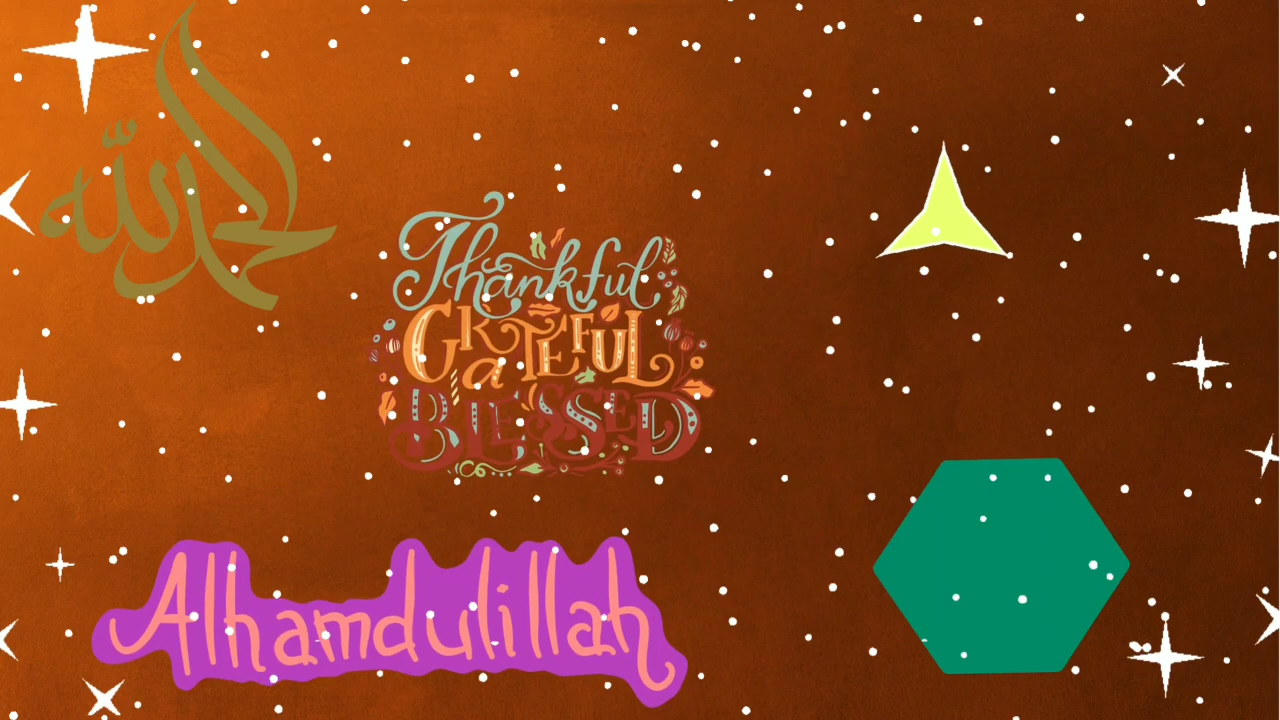 الحمد لله
Thankful
GRaTEFUL
BLESSED
Alhamdulillah